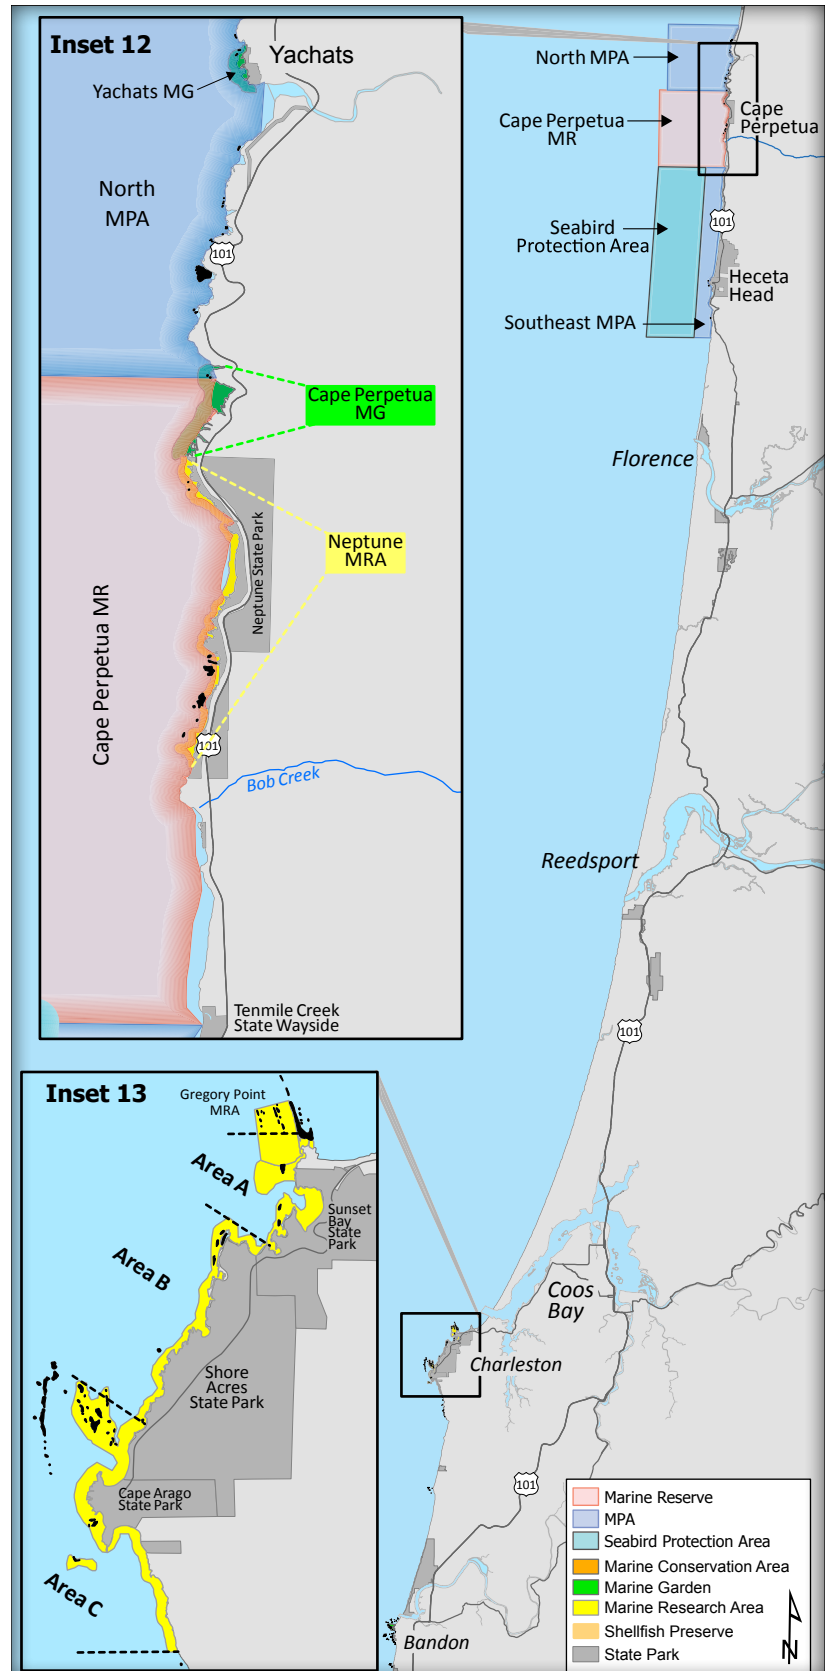 Inset 12
Yachats
Yachats MG
North
MPA
101
Cape Perpetua
MG
Neptune
MRA
Neptune State Park
Cape Perpetua MR
101
Bob Creek
Tenmile Creek
State Wayside
North MPA
Cape Perpetua
MR
Cape
Perpetua
Seabird
Protection Area
101
Heceta
Head
Southeast MPA
Florence
Reedsport
101
Inset 13
Gregory Point
MRA
Area A
Sunset
Bay
State
Park
Area B
Shore
Acres
State Park
Cape Arago
State Park
Area C
Coos
Bay
Charleston
101
Bandon
Marine Reserve
MPA
Seabird Protection Area
Marine Conservation Area
Marine Garden
Marine Research Area
Shellfish Preserve
State Park
N